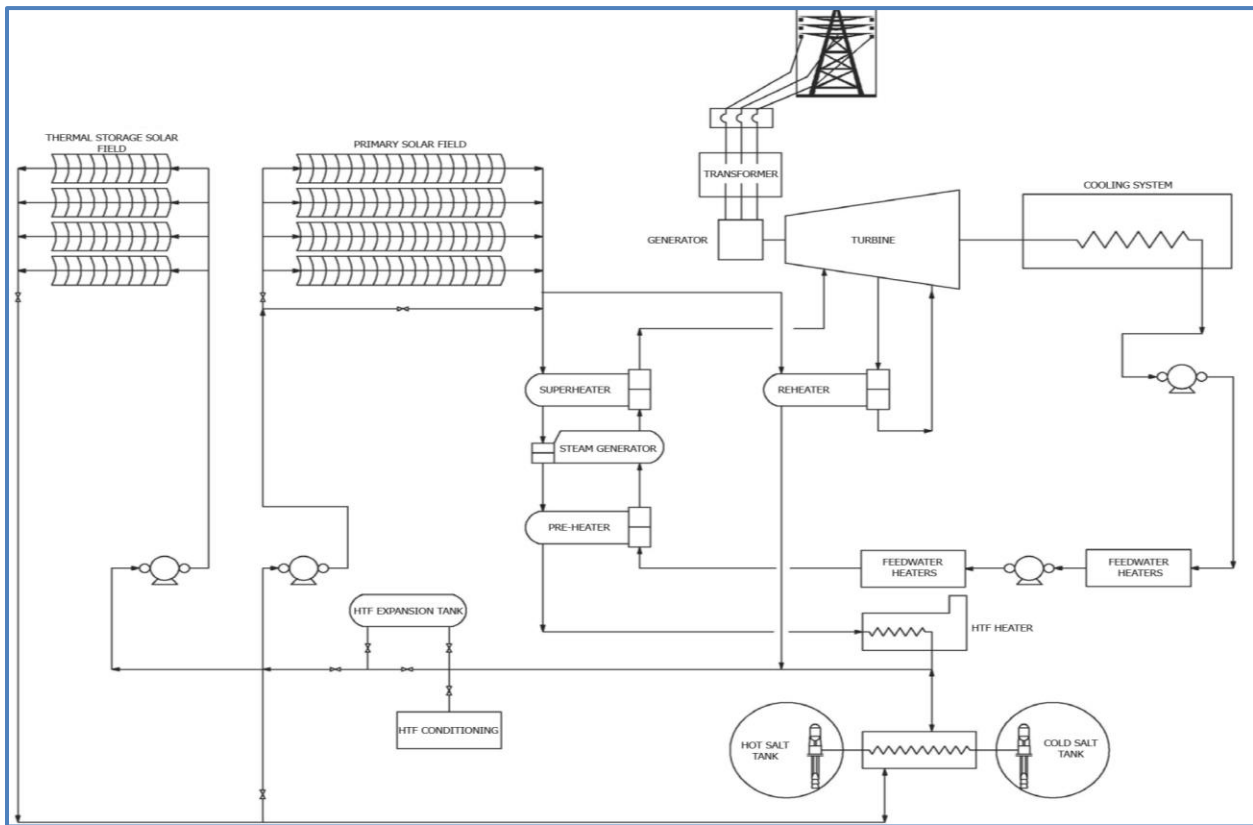 THERMAL STORAGE SOLAR
FIELD
PRIMARY SOLAR FIELD
TRANSFORMER
GENERATOR
TURBINE
COOLING SYSTEM
SUPERHEATER
REHEATER
STEAM GENERATOR
PRE-HEATER
FEEDWATER
HEATERS
FEEDWATER
HEATERS
HTF EXPANSION TANK
HTF HEATER
HTF CONDITIONING
HOT SALT
TANK
COLD SALT
TANK